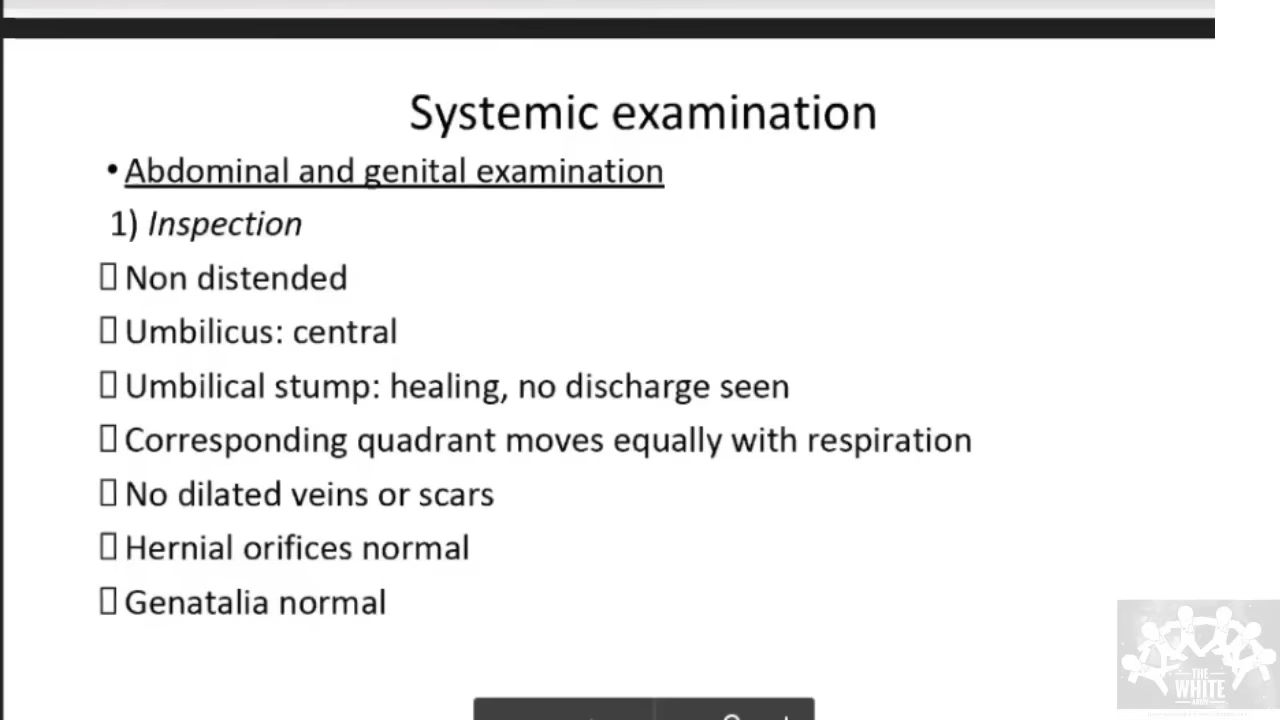 Systemic examination
• Abdominal and genital examination
1) Inspection
Non distended
Umbilicus: central
Umbilical stump: healing, no discharge seen
Corresponding quadrant moves equally with respiration
No dilated veins or scars
Hernial orifices normal
Genatalia normal
THE
WHITE